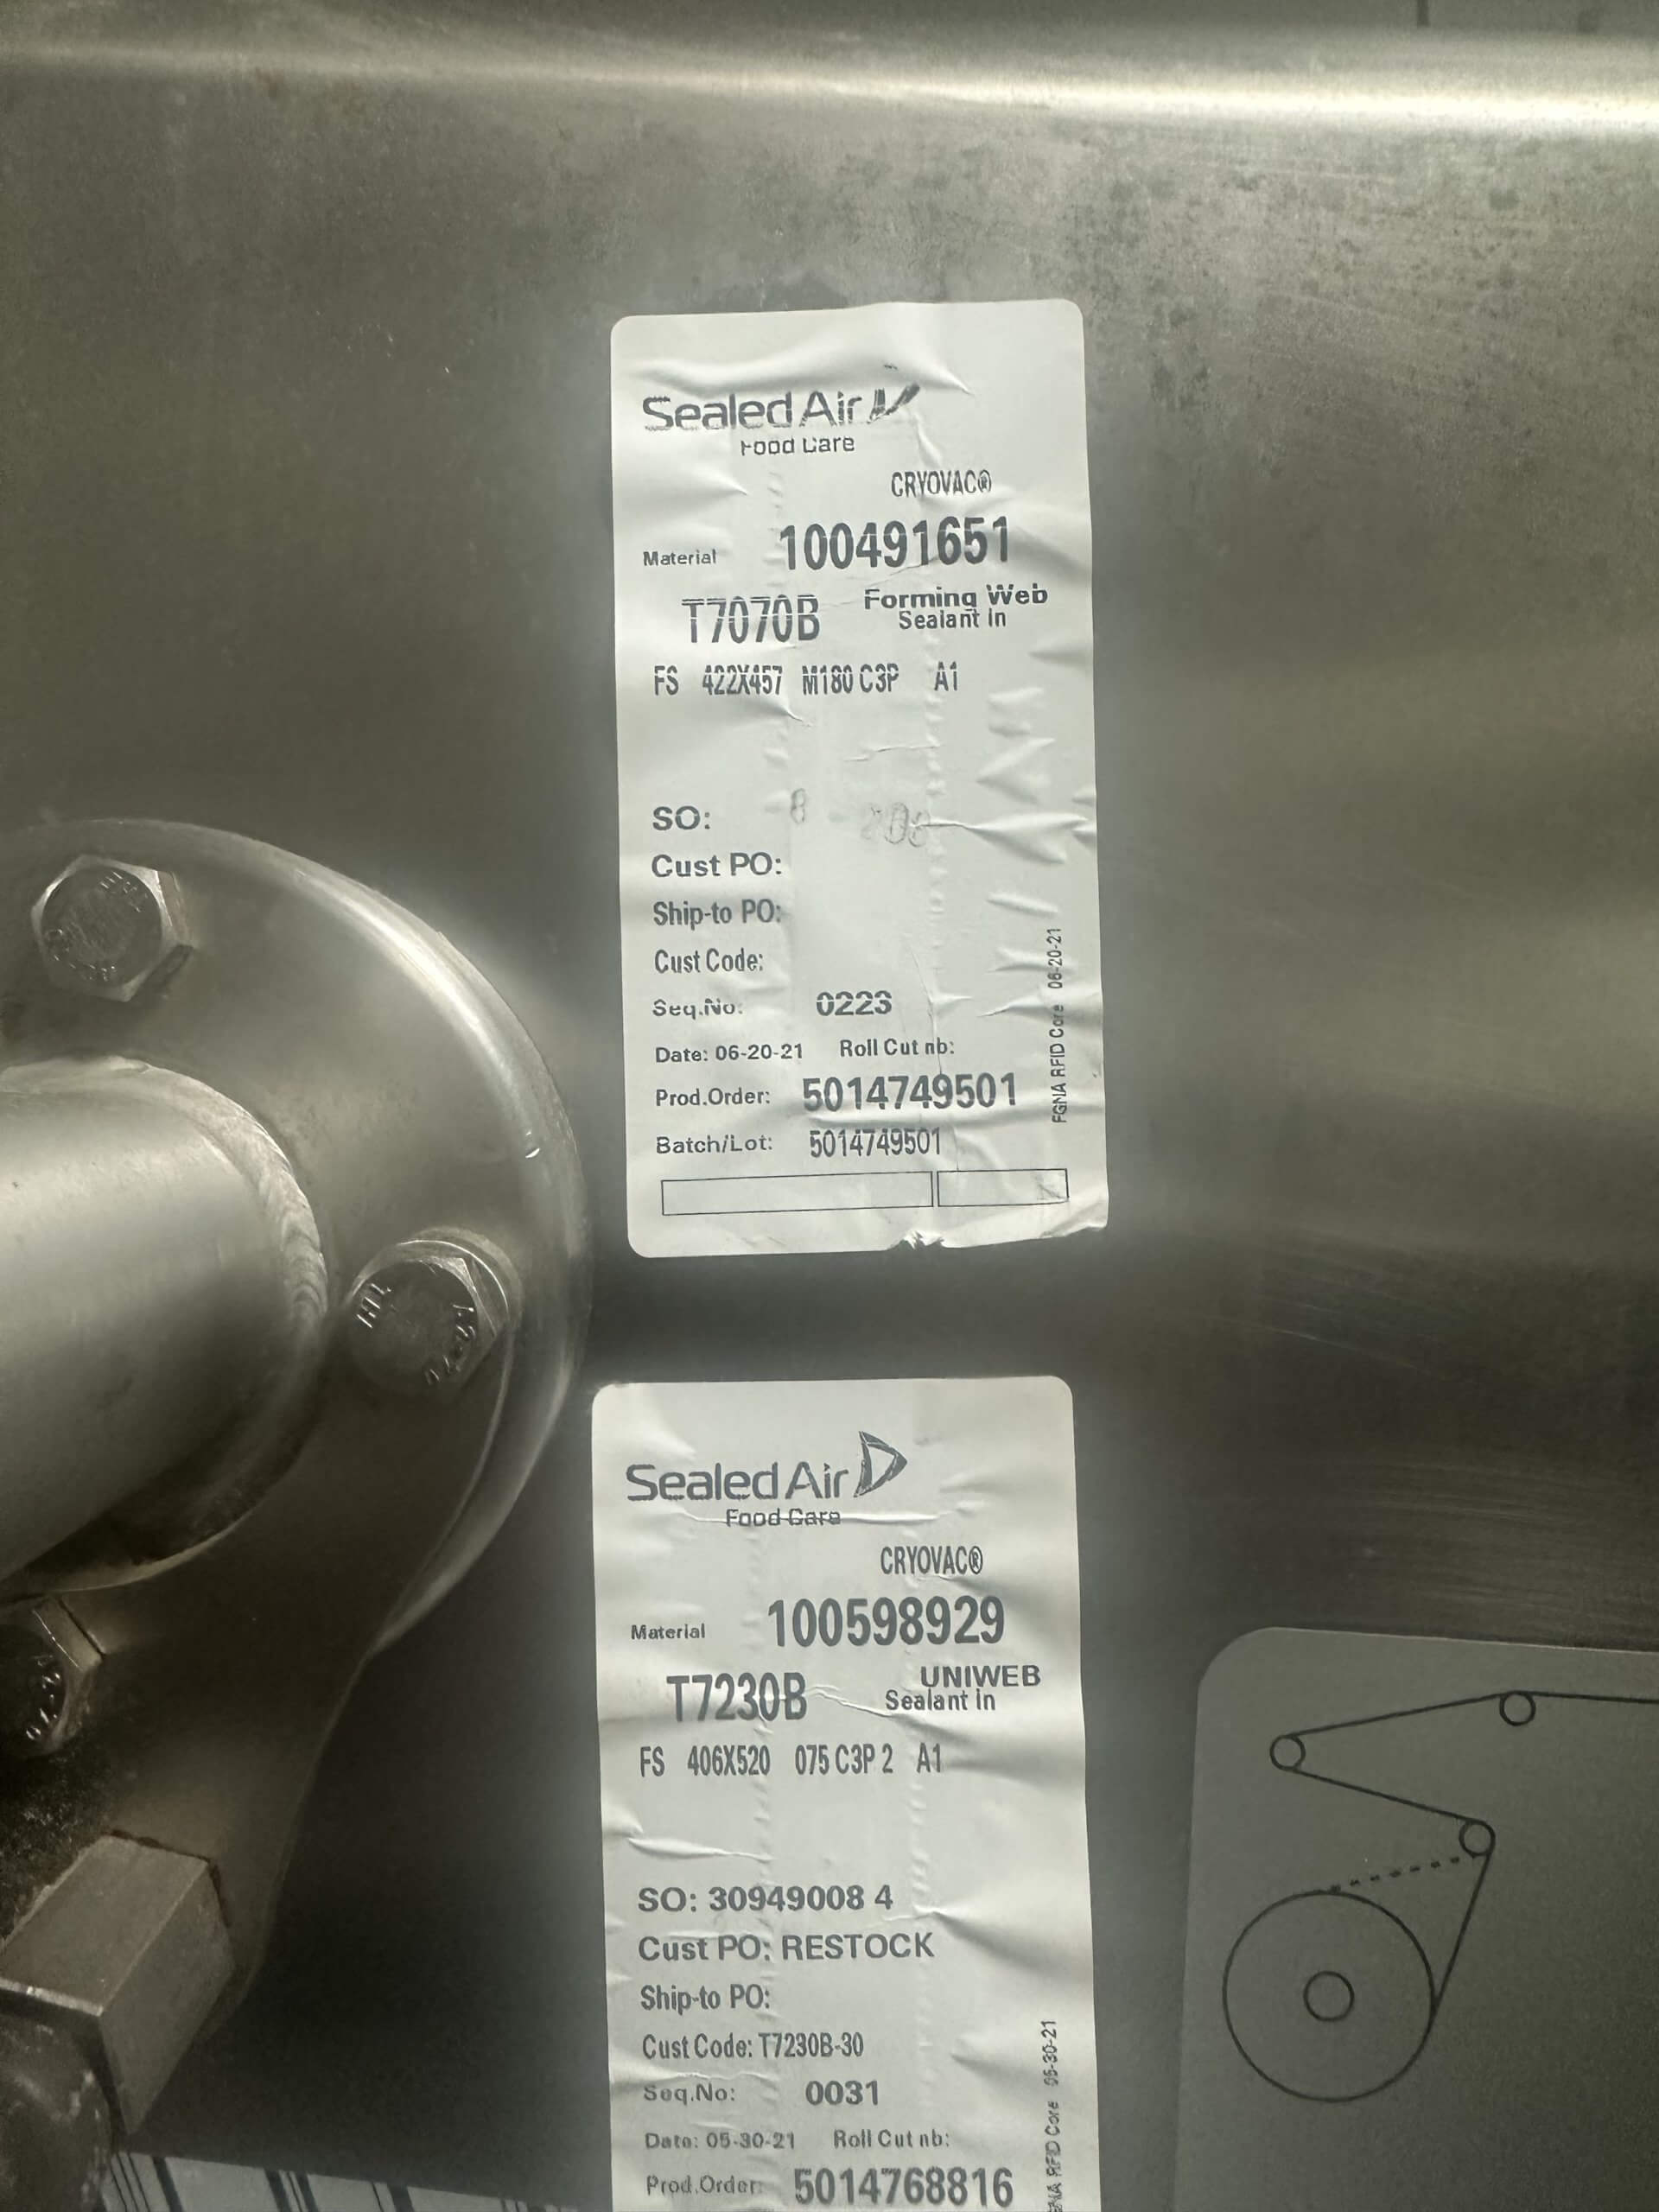 Sealed Air
Food Care
CRYOVAC®
Material 100491651
T7070B Forming Web
Sealant In
FS 422X457 M180 C3P A1
SO:
Cust PO:
Ship-to PO:
Cust Code:
Seq.No: 0223
Date: 06-20-21 Roll Cut nb:
Prod.Order: 5014749501
Batch/Lot: 5014749501
FGNA RFID Core 06-20-21
Sealed Air
Food Care
CRYOVAC®
Material 100598929
T7230B UNIWEB
Sealant In
FS 406X520 075 C3P 2 A1
SO: 30949008 4
Cust PO: RESTOCK
Ship-to PO:
Cust Code: T7230B-30
Seq.No: 0031
Date: 05-30-21 Roll Cut nb:
Prod.Order: 5014768816
RFID Core 05-30-21
A2-70